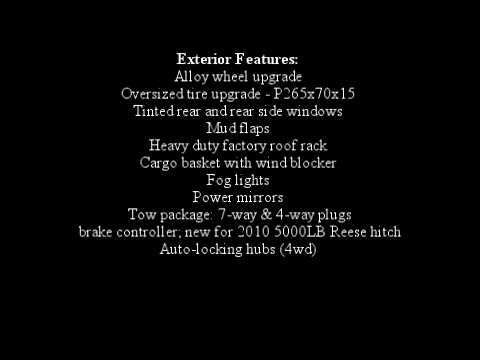 Exterior Features:
Alloy wheel upgrade
Oversized tire upgrade - P265x70x15
Tinted rear and rear side windows
Mud flaps
Heavy duty factory roof rack
Cargo basket with wind blocker
Fog lights
Power mirrors
Tow package: 7-way & 4-way plugs
brake controller; new for 2010 5000LB Reese hitch
Auto-locking hubs (4wd)